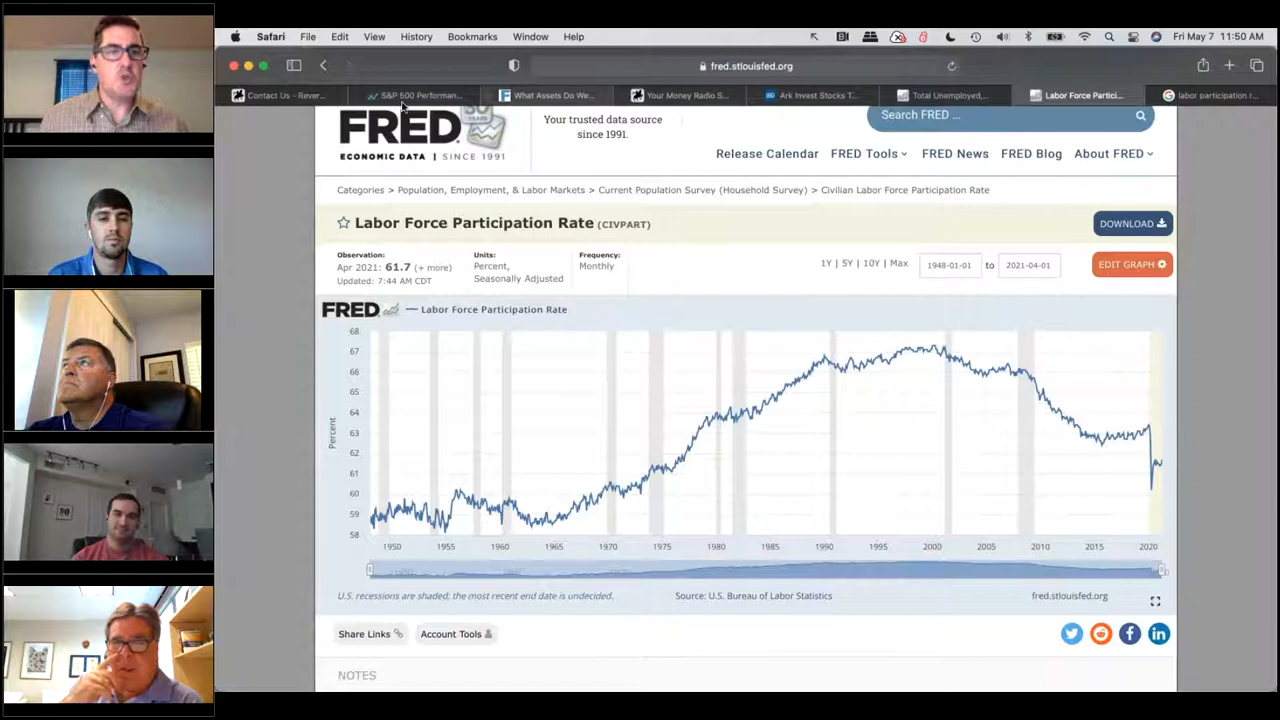 Safari File Edit View History Bookmarks Window Help Fri May 7 11:50 AM
fred.stlouisfed.org
Contact Us – Rever... S&P 500 Performan... What Assets Do We... Your Money Radio S... Ark Invest Stocks T... Total Unemployed,... Labor Force Partici... labor participation r...
FRED
ECONOMIC DATA | SINCE 1991
YEARS
Your trusted data source
since 1991.
Search FRED ...
Release Calendar FRED Tools FRED News FRED Blog About FRED
Categories > Population, Employment, & Labor Markets > Current Population Survey (Household Survey) > Civilian Labor Force Participation Rate
Labor Force Participation Rate (CIVPART)
DOWNLOAD
Observation:
Apr 2021: 61.7 (+ more)
Updated: 7:44 AM CDT
Units:
Percent,
Seasonally Adjusted
Frequency:
Monthly
1Y | 5Y | 10Y | Max 1948-01-01 to 2021-04-01
EDIT GRAPH
FRED — Labor Force Participation Rate
68
67
66
65
64
63
62
61
60
59
58
Percent
1950 1955 1960 1965 1970 1975 1980 1985 1990 1995 2000 2005 2010 2015 2020
U.S. recessions are shaded; the most recent end date is undecided. Source: U.S. Bureau of Labor Statistics fred.stlouisfed.org
Share Links Account Tools
NOTES